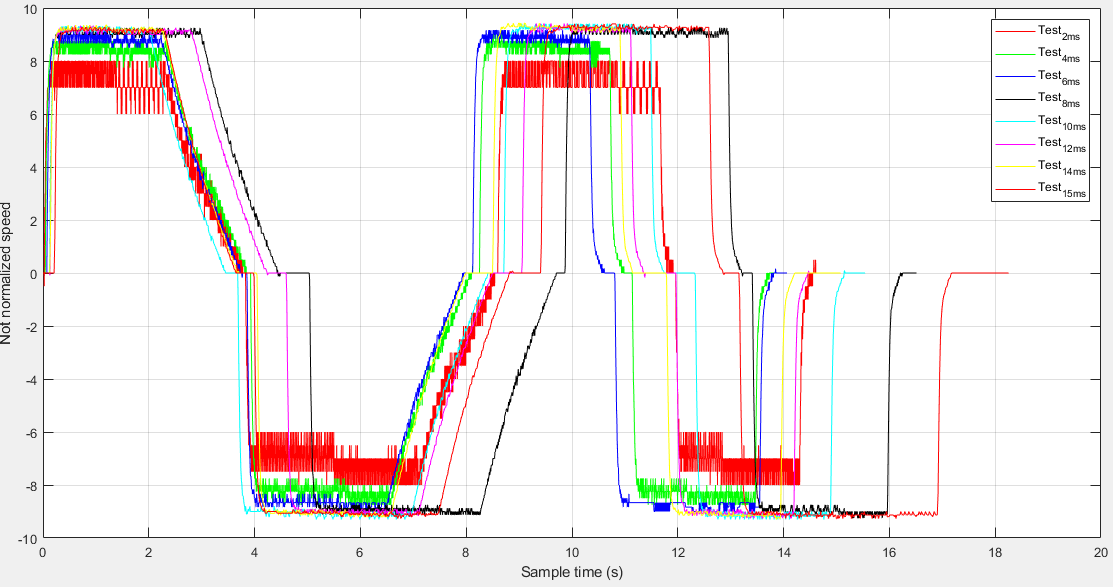 10
8
6
4
2
0
-2
-4
-6
-8
-10
0
2
4
6
8
10
12
14
16
18
20
Not normalized speed
Sample time (s)
Test2ms
Test4ms
Test6ms
Test8ms
Test10ms
Test12ms
Test14ms
Test15ms